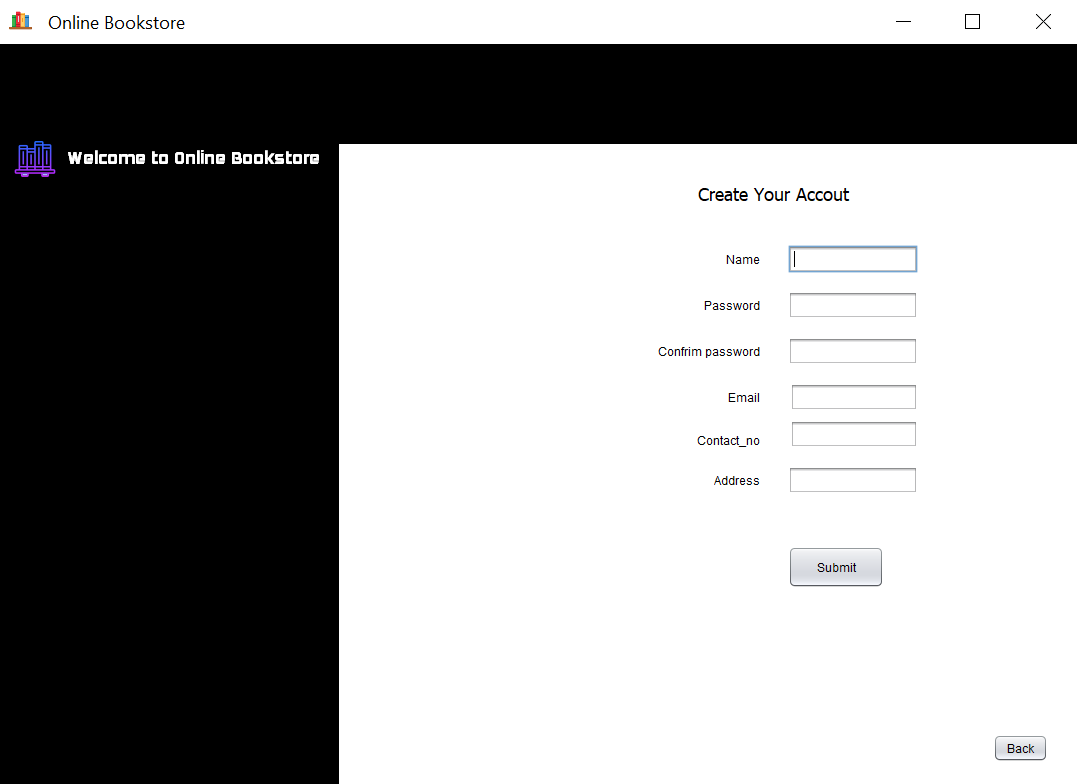 Online Bookstore
Welcome to Online Bookstore
Create Your Accout
Name
Password
Confrim password
Email
Contact_no
Address
Submit
Back